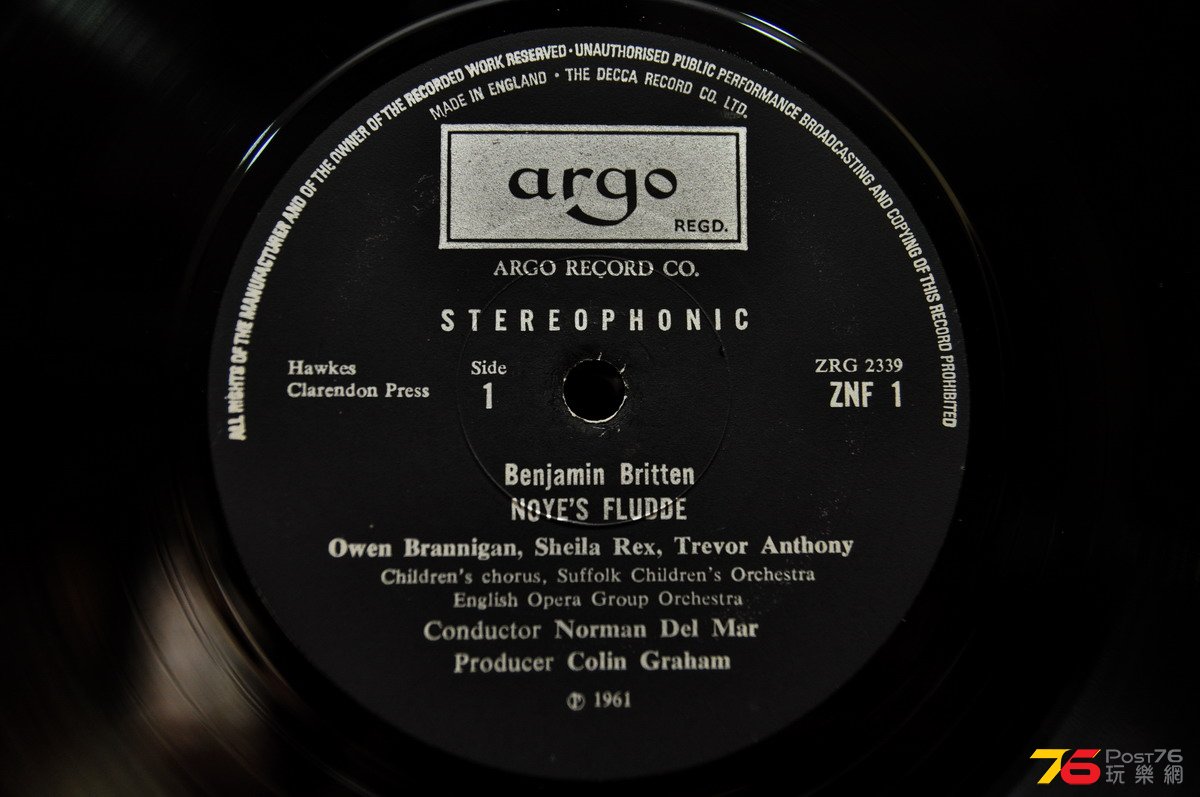 ALL RIGHTS OF THE MANUFACTURER AND OF THE OWNER OF THE RECORDED WORK RESERVED · UNAUTHORISED PUBLIC PERFORMANCE BROADCASTING AND COPYING OF THIS RECORD PROHIBITED
MADE IN ENGLAND · THE DECCA RECORD CO. LTD.
argo
REGD.
ARGO RECORD CO.
STEREOPHONIC
Hawkes
Clarendon Press
Side
1
ZRG 2339
ZNF 1
Benjamin Britten
NOYE'S FLUDDE
Owen Brannigan, Sheila Rex, Trevor Anthony
Children's chorus, Suffolk Children's Orchestra
English Opera Group Orchestra
Conductor Norman Del Mar
Producer Colin Graham
℗ 1961
76 POST76
玩樂網